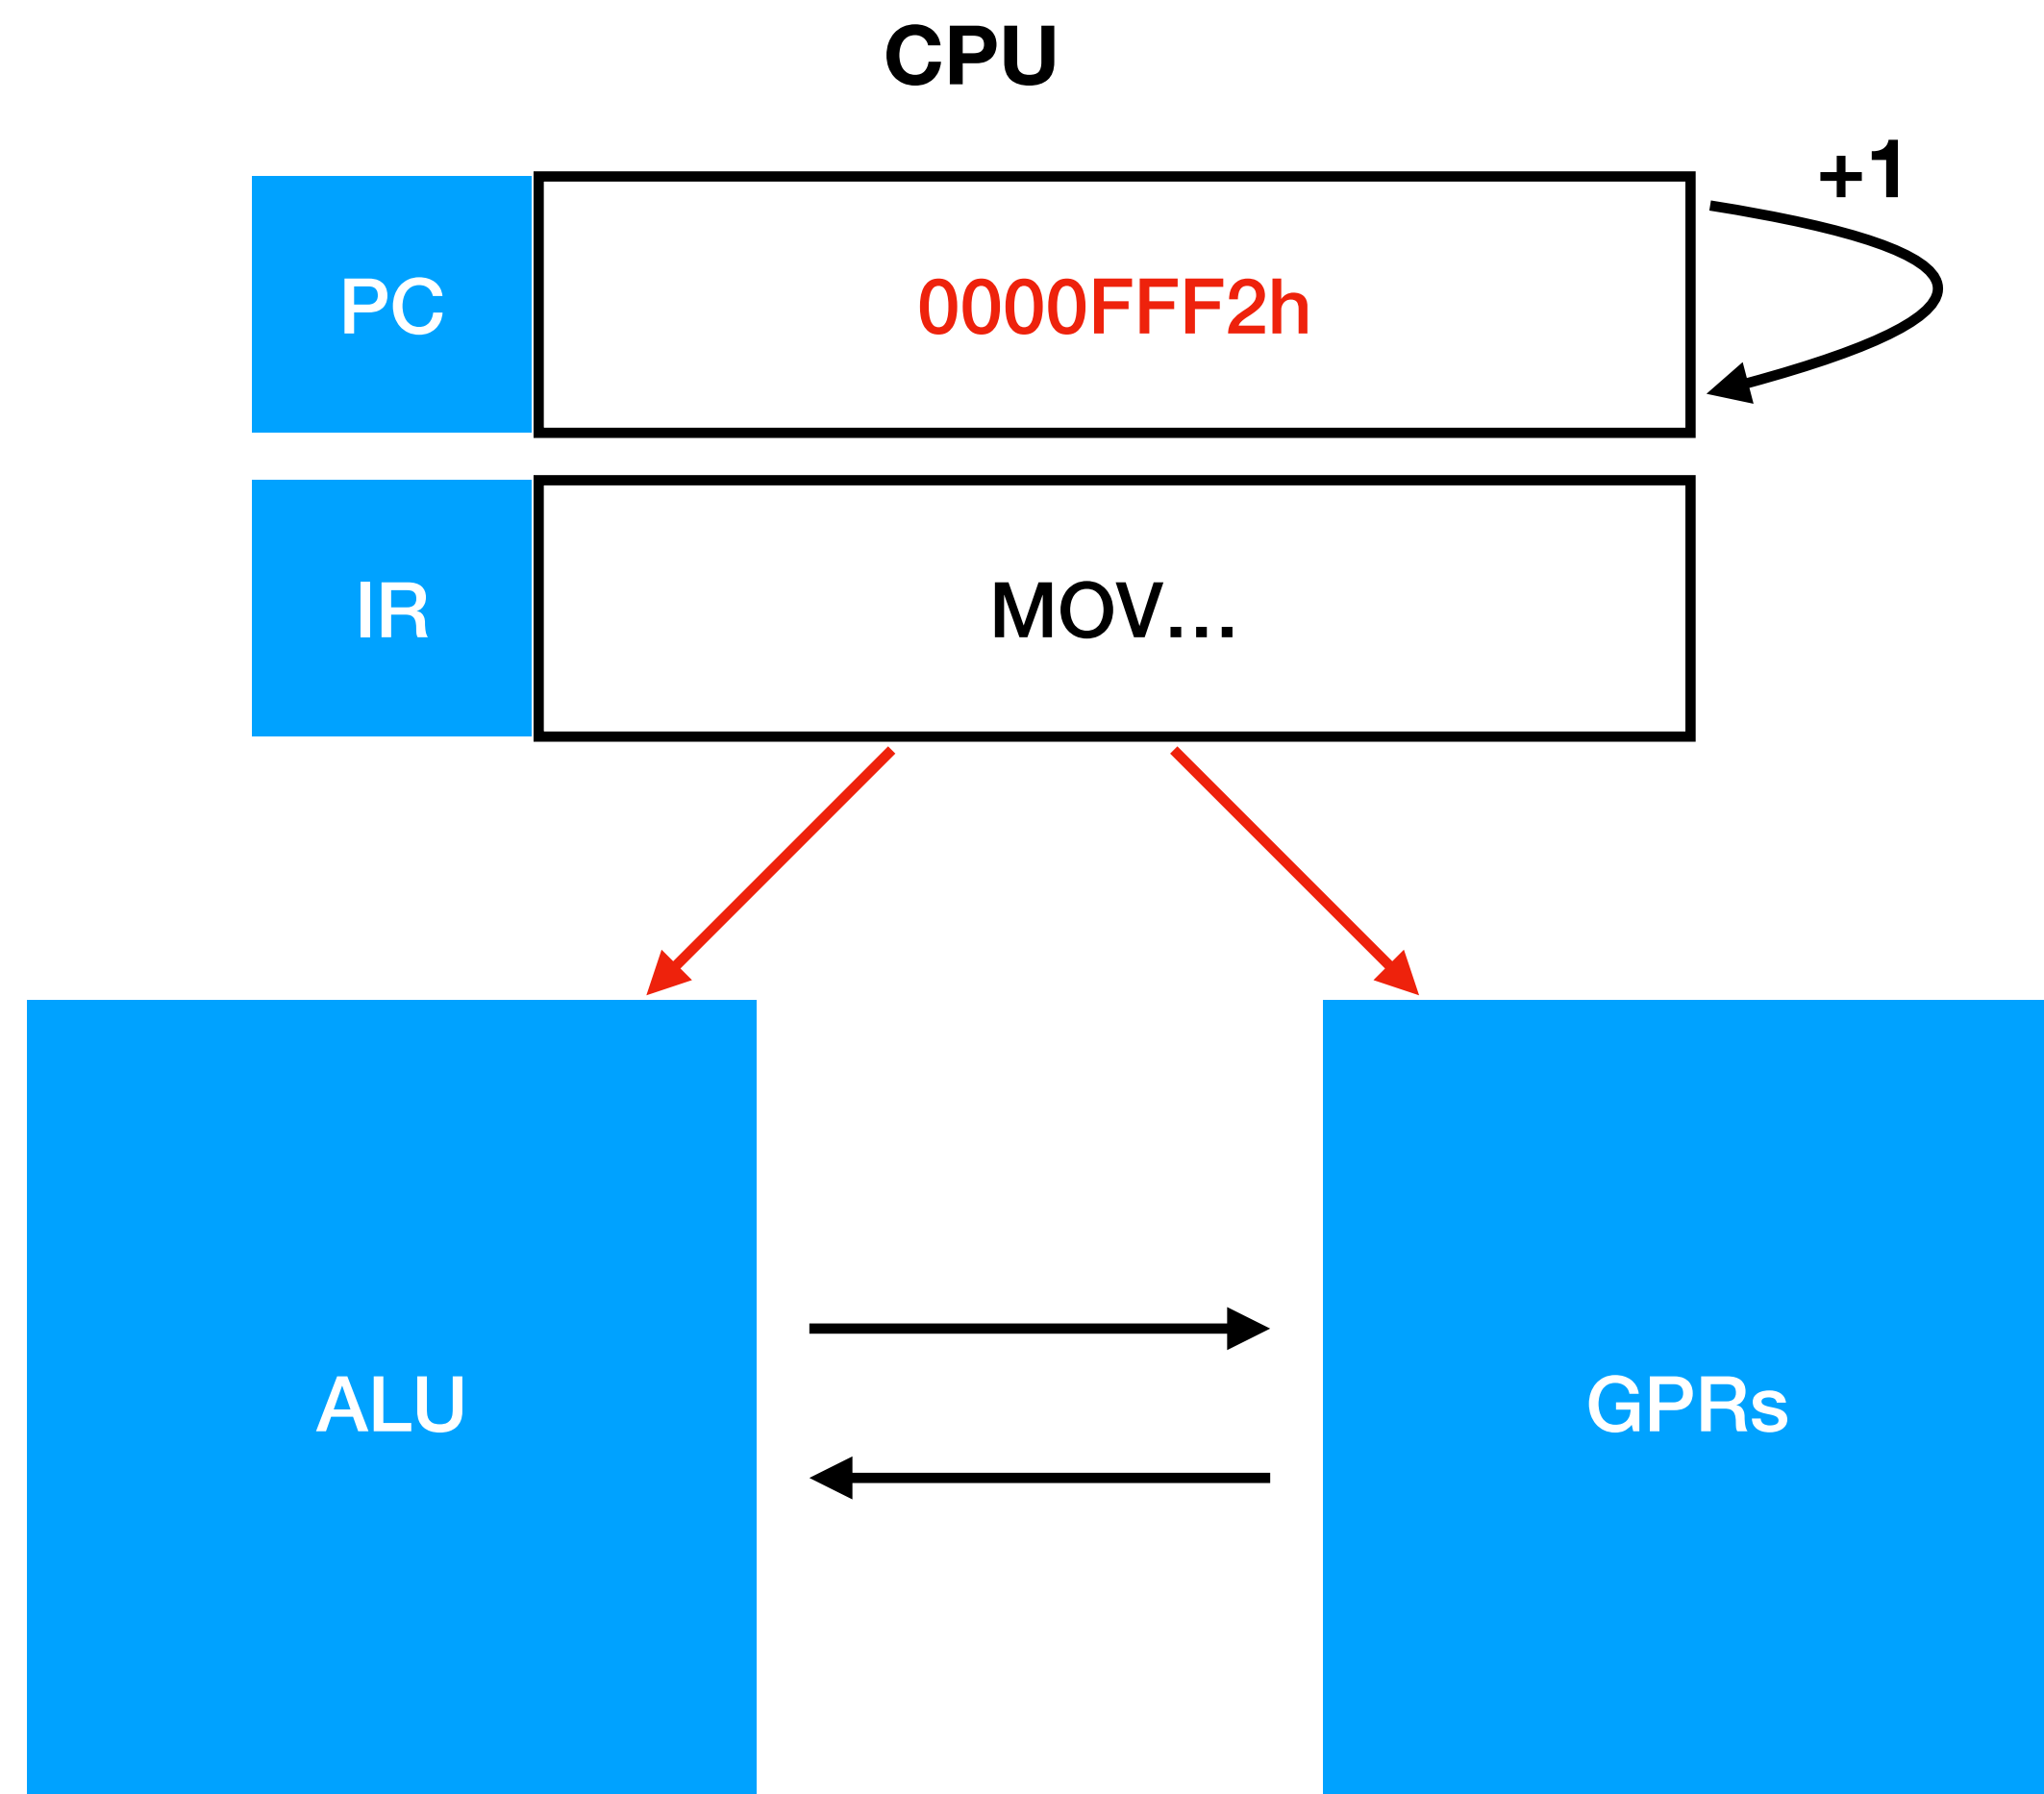 CPU
+1
PC
0000FFF2h
IR
MOV…
ALU
GPRs